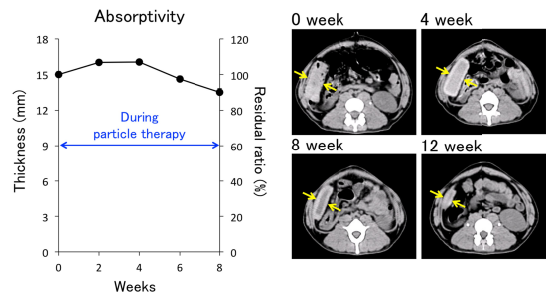 Absorptivity
Thickness (mm)
18
15
12
9
6
3
0
During
particle therapy
120
100
80
60
40
20
0
Residual ratio (%)
0
2
4
6
8
Weeks
0 week
4 week
8 week
12 week